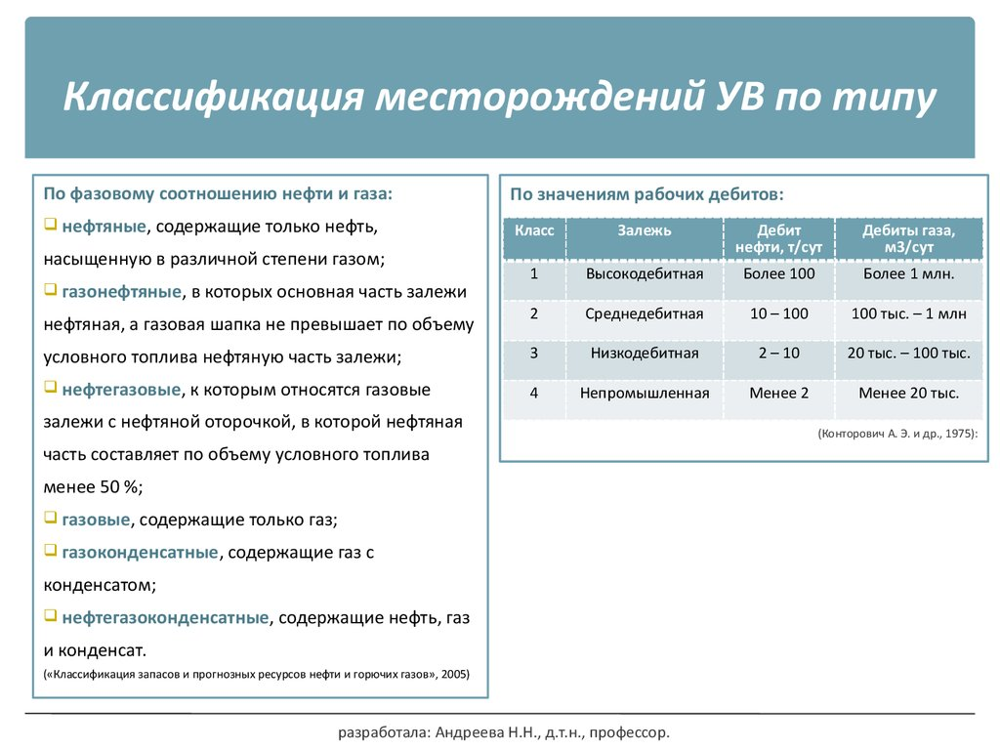 Классификация месторождений УВ по типу
По фазовому соотношению нефти и газа:
нефтяные, содержащие только нефть,
насыщенную в различной степени газом;
газонефтяные, в которых основная часть залежи
нефтяная, а газовая шапка не превышает по объему
условного топлива нефтяную часть залежи;
нефтегазовые, к которым относятся газовые
залежи с нефтяной оторочкой, в которой нефтяная
часть составляет по объему условного топлива
менее 50 %;
газовые, содержащие только газ;
газоконденсатные, содержащие газ с
конденсатом;
нефтегазоконденсатные, содержащие нефть, газ
и конденсат.
(«Классификация запасов и прогнозных ресурсов нефти и горючих газов», 2005)
По значениям рабочих дебитов:
Класс Залежь Дебит Дебиты газа,
нефти, т/сут м3/сут
1 Высокодебитная Более 100 Более 1 млн.
2 Среднедебитная 10 – 100 100 тыс. – 1 млн
3 Низкодебитная 2 – 10 20 тыс. – 100 тыс.
4 Непромышленная Менее 2 Менее 20 тыс.
(Конторович А. Э. и др., 1975):
разработала: Андреева Н.Н., д.т.н., профессор.